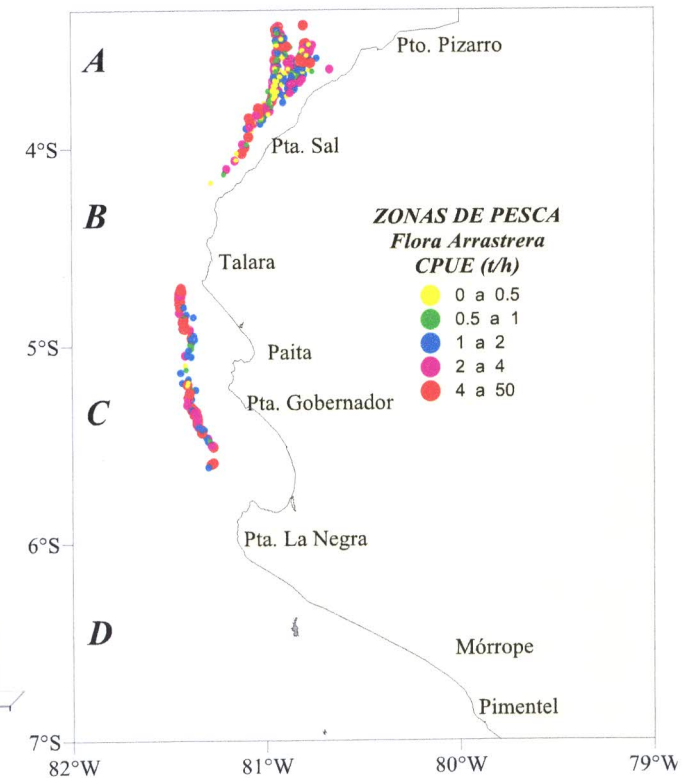 A
Pto. Pizarro
4°S
Pta. Sal
B
ZONAS DE PESCA
Flora Arrastrera
CPUE (t/h)
Talara
0 a 0.5
0.5 a 1
1 a 2
2 a 4
4 a 50
5°S
Paita
C
Pta. Gobernador
6°S
Pta. La Negra
D
Mórrope
Pimentel
7°S
82°W
81°W
80°W
79°W